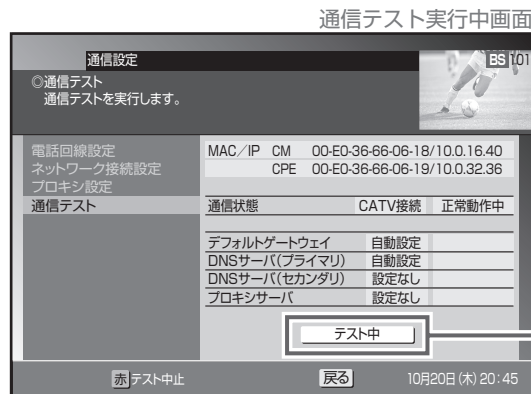 通信テスト実行中画面
通信設定
BS 101
◎通信テスト
通信テストを実行します。
電話回線設定
ネットワーク接続設定
プロキシ設定
通信テスト
MAC/IP CM 00-E0-36-66-06-18/10.0.16.40
CPE 00-E0-36-66-06-19/10.0.32.36
通信状態 CATV接続 正常動作中
デフォルトゲートウェイ 自動設定
DNSサーバ(プライマリ) 自動設定
DNSサーバ(セカンダリ) 設定なし
プロキシサーバ 設定なし
テスト中
赤 テスト中止 戻る 10月20日(木) 20:45